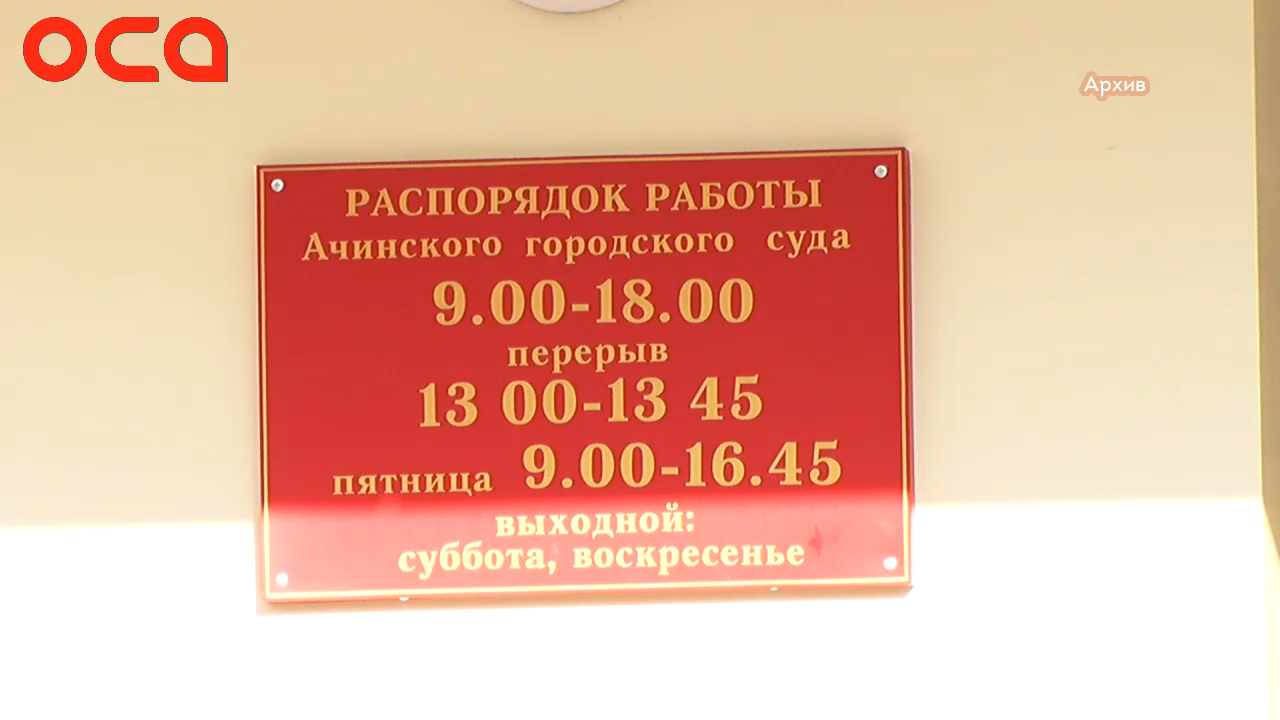 оса
Архив
РАСПОРЯДОК РАБОТЫ
Ачинского городского суда
9.00-18.00
перерыв
13 00-13 45
пятница 9.00-16.45
выходной:
суббота, воскресенье